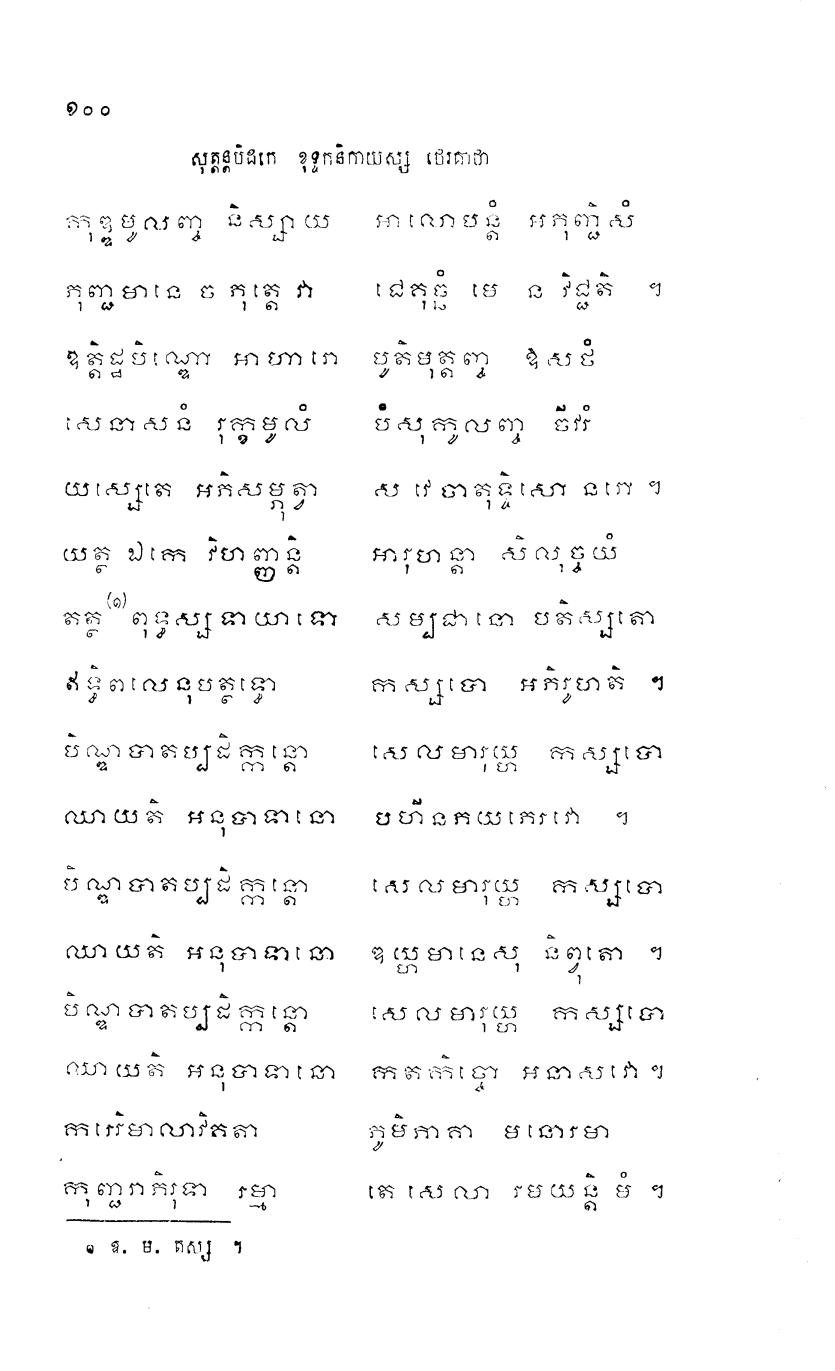 ១០០
សុត្តន្តបិដកេ ខុទ្ទកនិកាយស្ស ថេរគាថា
កុឌ្ឌមូលញ្ច និស្សាយ អាលោបន្តំ អភុញ្ជិសំ
ភុញ្ជមានេ ច ភុត្តេ វា ជេគុច្ឆំ មេ ន វិជ្ជតិ ។
ឧត្តិដ្ឋបិណ្ឌោ អាហារោ បូតិមុត្តញ្ច ឱសថំ
សេនាសនំ រុក្ខមូលំ បំសុកូលញ្ច ចីវរំ
យស្សេតេ អភិសម្ភុត្វា ស វេ ចាតុទ្ទិសោ នរោ ។
យត្ថ ឯកេ វិហញ្ញន្តិ អារុហន្តា សិលុច្ចយំ
តត្ថ (១) ពុទ្ធស្ស ទាយាទោ សម្បជានោ បតិស្សតោ
ឥទ្ធិពលេនុបត្ថទ្ធោ កស្សបោ អភិរូហតិ ។
បិណ្ឌបាតប្បដិក្កន្តោ សេលមារុយ្ហ កស្សបោ
ឈាយតិ អនុបាទានោ បហីនភយភេរវោ ។
បិណ្ឌបាតប្បដិក្កន្តោ សេលមារុយ្ហ កស្សបោ
ឈាយតិ អនុបាទានោ ឌយ្ហមានេសុ និព្វុតោ ។
បិណ្ឌបាតប្បដិក្កន្តោ សេលមារុយ្ហ កស្សបោ
ឈាយតិ អនុបាទានោ កតកិច្ចោ អនាសវោ ។
ករេរិមាលាវិតតា ភូមិភាគា មនោរមា
កុញ្ជរាភិរុទា រម្មា តេ សេលា រមយន្តិ មំ ។
១ ឧ. ម. តស្ស ។